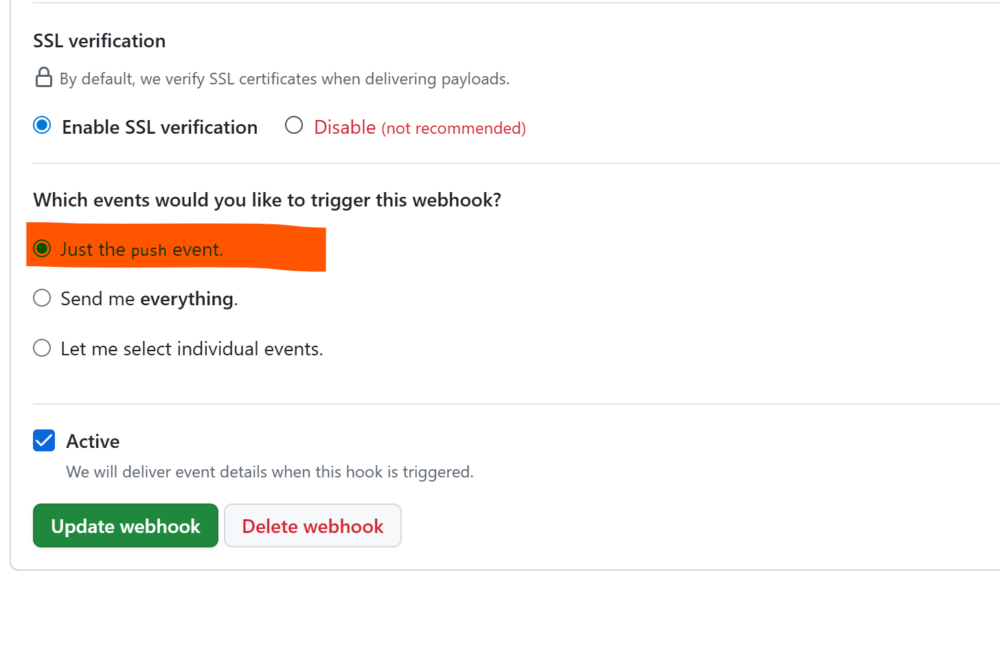 SSL verification
By default, we verify SSL certificates when delivering payloads.
Enable SSL verification Disable (not recommended)
Which events would you like to trigger this webhook?
Just the push event.
Send me everything.
Let me select individual events.
Active
We will deliver event details when this hook is triggered.
Update webhook Delete webhook